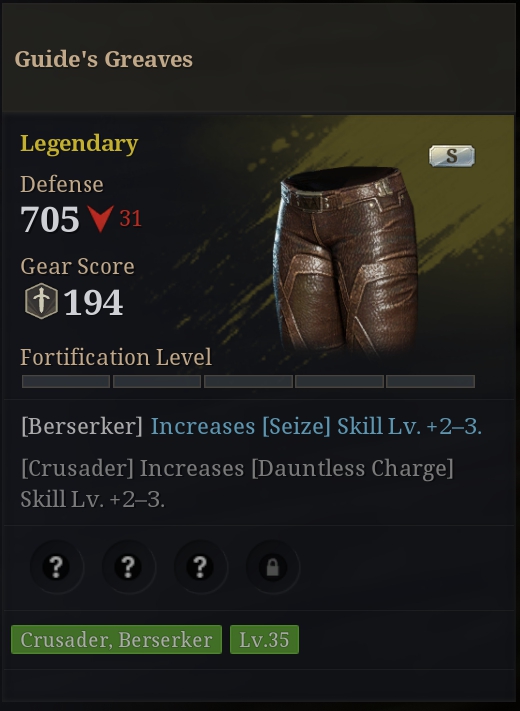 Guide's Greaves
Legendary
S
Defense
705 31
Gear Score
194
Fortification Level
[Berserker] Increases [Seize] Skill Lv. +2–3.
[Crusader] Increases [Dauntless Charge]
Skill Lv. +2–3.
? ? ?
Crusader, Berserker Lv.35